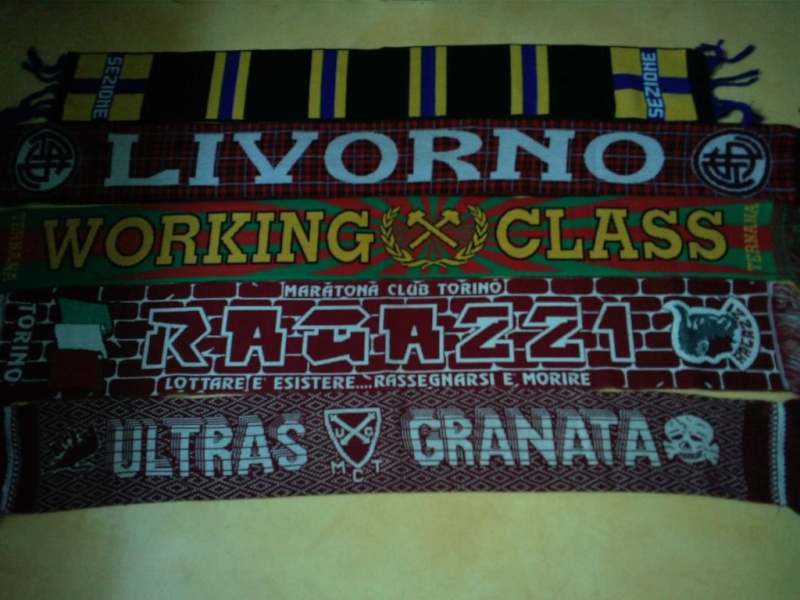 SEZIONE
SEZIONE
LIVORNO
TERNANA
WORKING CLASS
TERNANA
MARATONA CLUB TORINO
TORINO
RAGAZZI
RAGAZZI
LOTTARE E' ESISTERE....RASSEGNARSI E' MORIRE
ULTRAS GRANATA
MCT